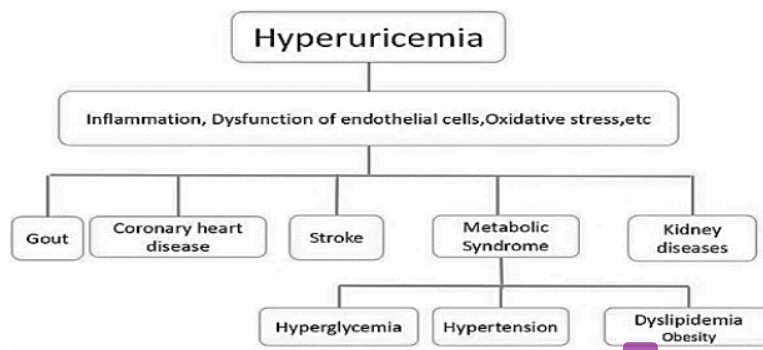 Hyperuricemia
Inflammation, Dysfunction of endothelial cells,Oxidative stress,etc
Gout
Coronary heart
disease
Stroke
Metabolic
Syndrome
Kidney
diseases
Hyperglycemia
Hypertension
Dyslipidemia
Obesity